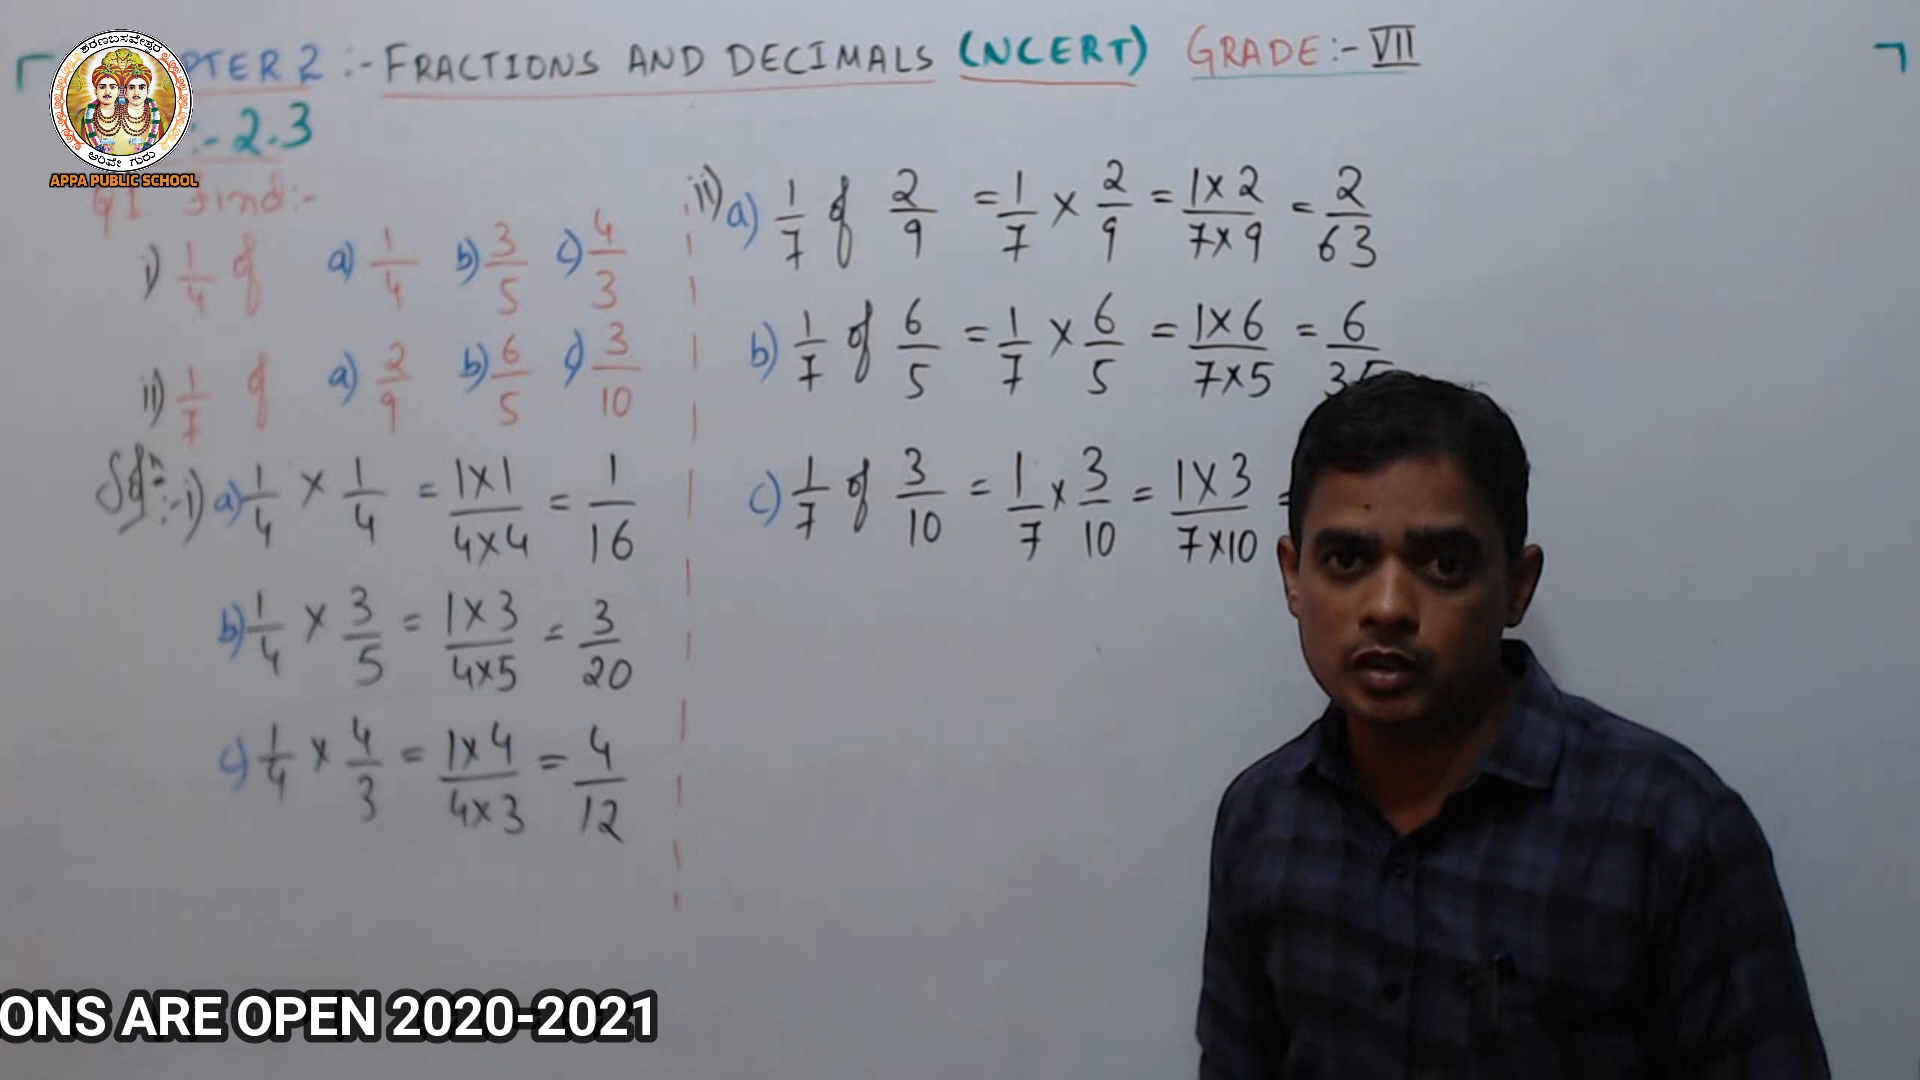 ಶರಣಬಸವೇಶ್ವರ
ಅರಿವೇ ಗುರು
APPA PUBLIC SCHOOL
PTER 2 :- FRACTIONS AND DECIMALS (NCERT) GRADE:- VII
:- 2.3
Q1 Find:-
i) 1/4 of a) 1/4 b) 3/5 c) 4/3
ii) 1/7 of a) 2/9 b) 6/5 c) 3/10
Solⁿ:- i) a) 1/4 × 1/4 = 1×1/4×4 = 1/16
b) 1/4 × 3/5 = 1×3/4×5 = 3/20
c) 1/4 × 4/3 = 1×4/4×3 = 4/12
ii) a) 1/7 of 2/9 = 1/7 × 2/9 = 1×2/7×9 = 2/63
b) 1/7 of 6/5 = 1/7 × 6/5 = 1×6/7×5 = 6/35
c) 1/7 of 3/10 = 1/7 × 3/10 = 1×3/7×10 =
ONS ARE OPEN 2020-2021